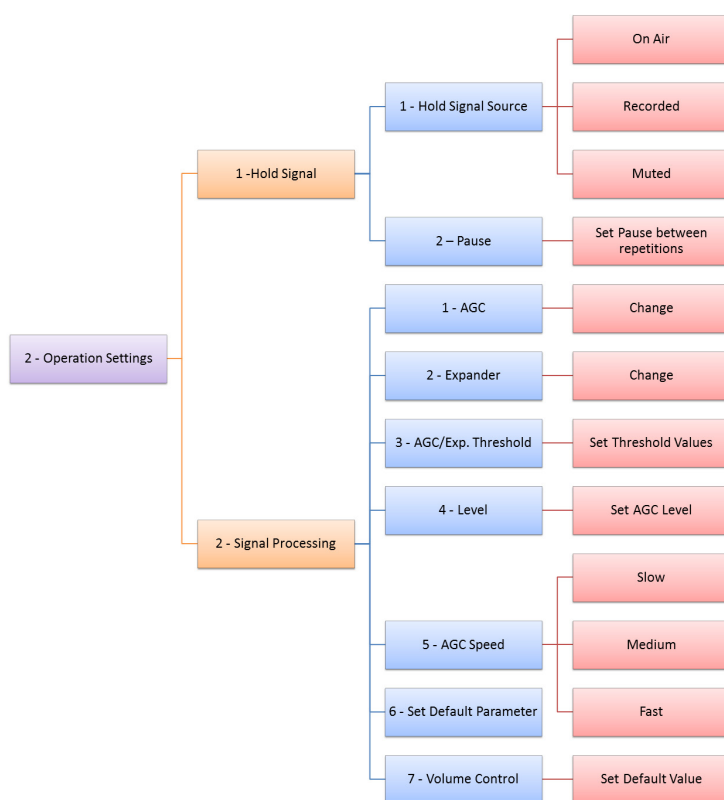 On Air
1 - Hold Signal Source
Recorded
1 -Hold Signal
Muted
2 – Pause
Set Pause between
repetitions
1 - AGC
Change
2 - Operation Settings
2 - Expander
Change
3 - AGC/Exp. Threshold
Set Threshold Values
4 - Level
Set AGC Level
2 - Signal Processing
Slow
5 - AGC Speed
Medium
6 - Set Default Parameter
Fast
7 - Volume Control
Set Default Value